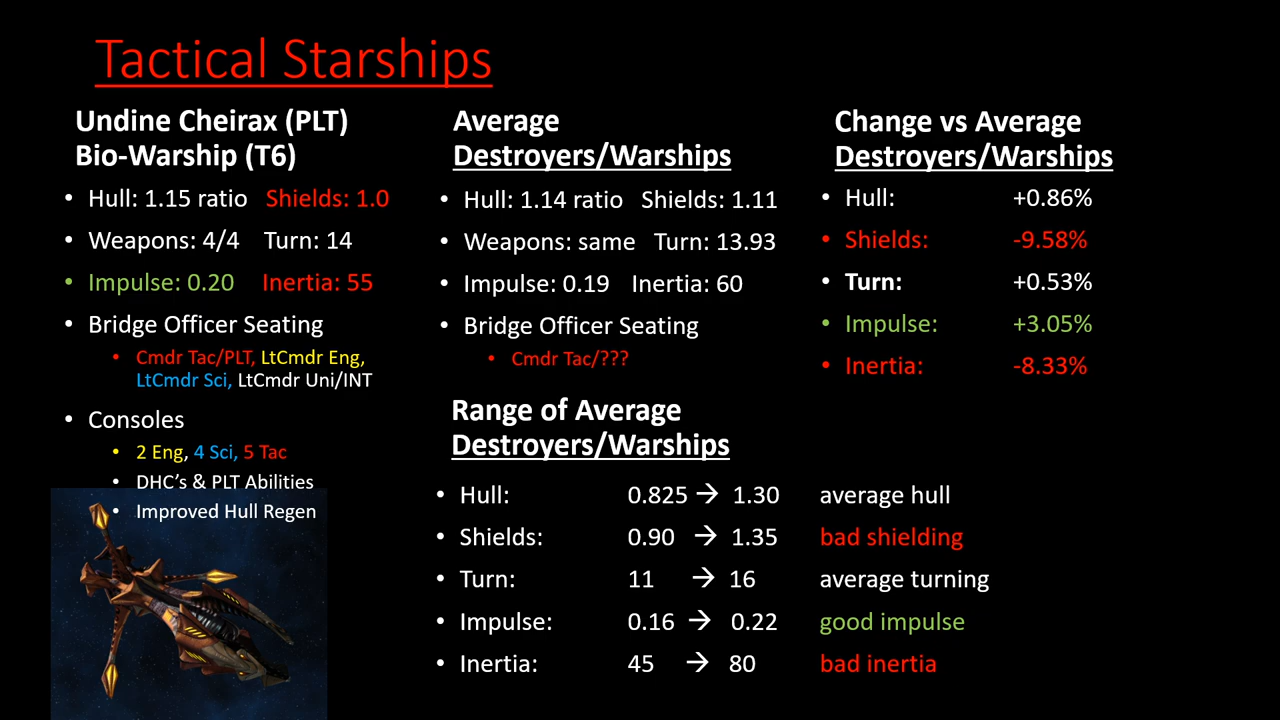 Tactical Starships
Undine Cheirax (PLT)
Bio-Warship (T6)
• Hull: 1.15 ratio Shields: 1.0
• Weapons: 4/4 Turn: 14
• Impulse: 0.20 Inertia: 55
• Bridge Officer Seating
• Cmdr Tac/PLT, LtCmdr Eng,
LtCmdr Sci, LtCmdr Uni/INT
• Consoles
• 2 Eng, 4 Sci, 5 Tac
• DHC's & PLT Abilities
• Improved Hull Regen
Average
Destroyers/Warships
• Hull: 1.14 ratio Shields: 1.11
• Weapons: same Turn: 13.93
• Impulse: 0.19 Inertia: 60
• Bridge Officer Seating
• Cmdr Tac/???
Change vs Average
Destroyers/Warships
• Hull: +0.86%
• Shields: -9.58%
• Turn: +0.53%
• Impulse: +3.05%
• Inertia: -8.33%
Range of Average
Destroyers/Warships
• Hull: 0.825 → 1.30 average hull
• Shields: 0.90 → 1.35 bad shielding
• Turn: 11 → 16 average turning
• Impulse: 0.16 → 0.22 good impulse
• Inertia: 45 → 80 bad inertia